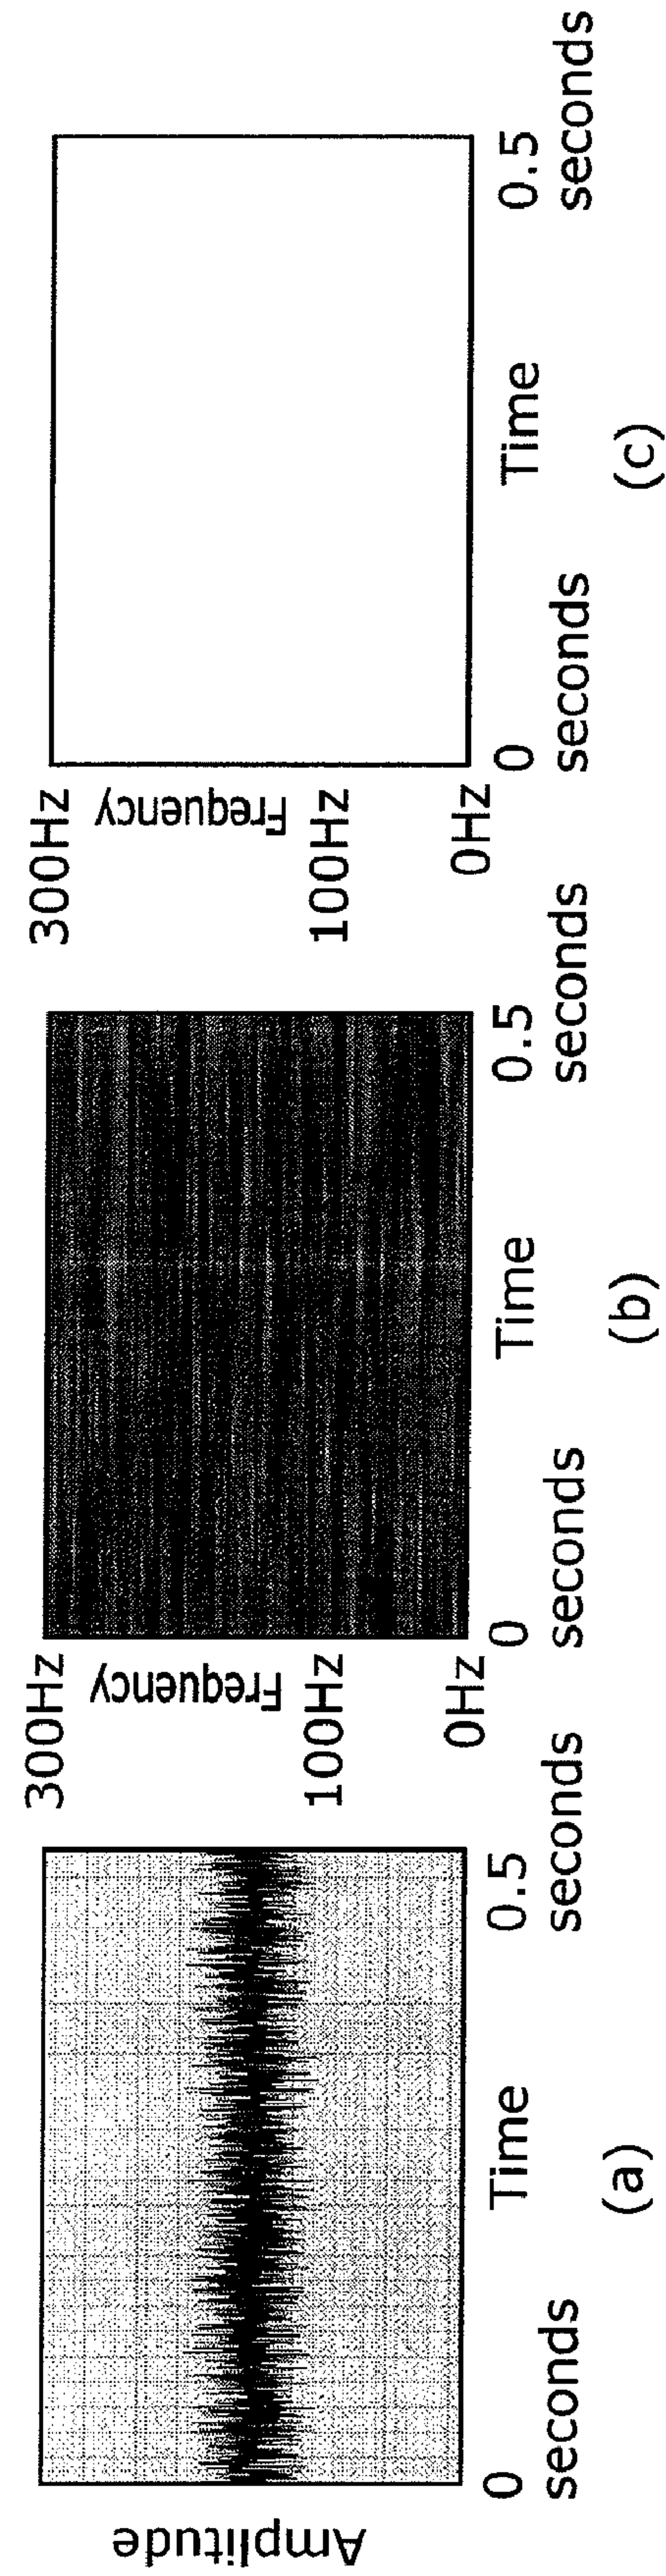 Amplitude
0
seconds
Time
0.5
seconds
(a)
300Hz
Frequency
100Hz
0Hz
0
seconds
Time
0.5
seconds
(b)
300Hz
Frequency
100Hz
0Hz
0
seconds
Time
0.5
seconds
(c)